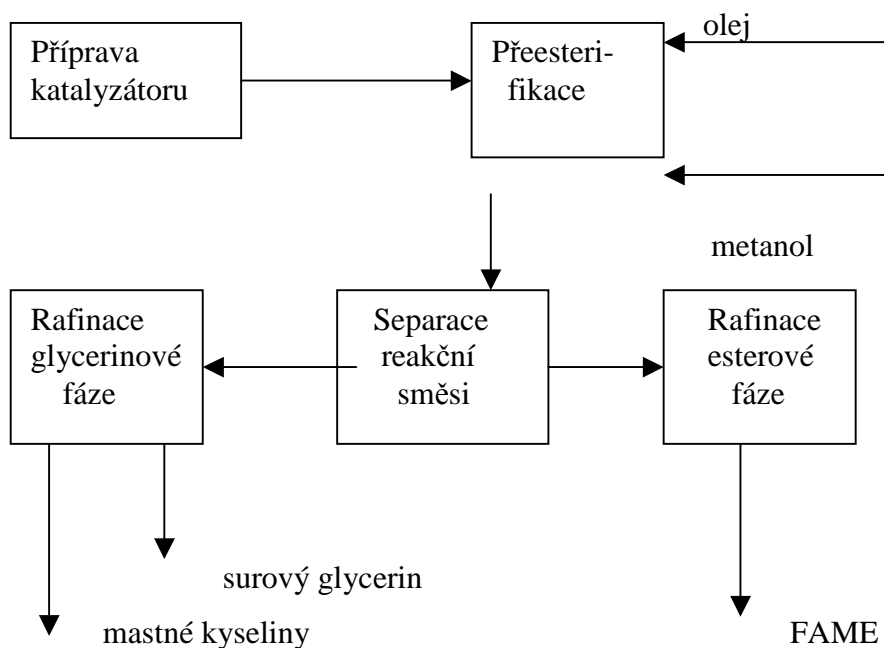 olej
Příprava
katalyzátoru
Přeesteri-
fikace
metanol
Rafinace
glycerinové
fáze
Separace
reakční
směsi
Rafinace
esterové
fáze
surový glycerin
mastné kyseliny
FAME